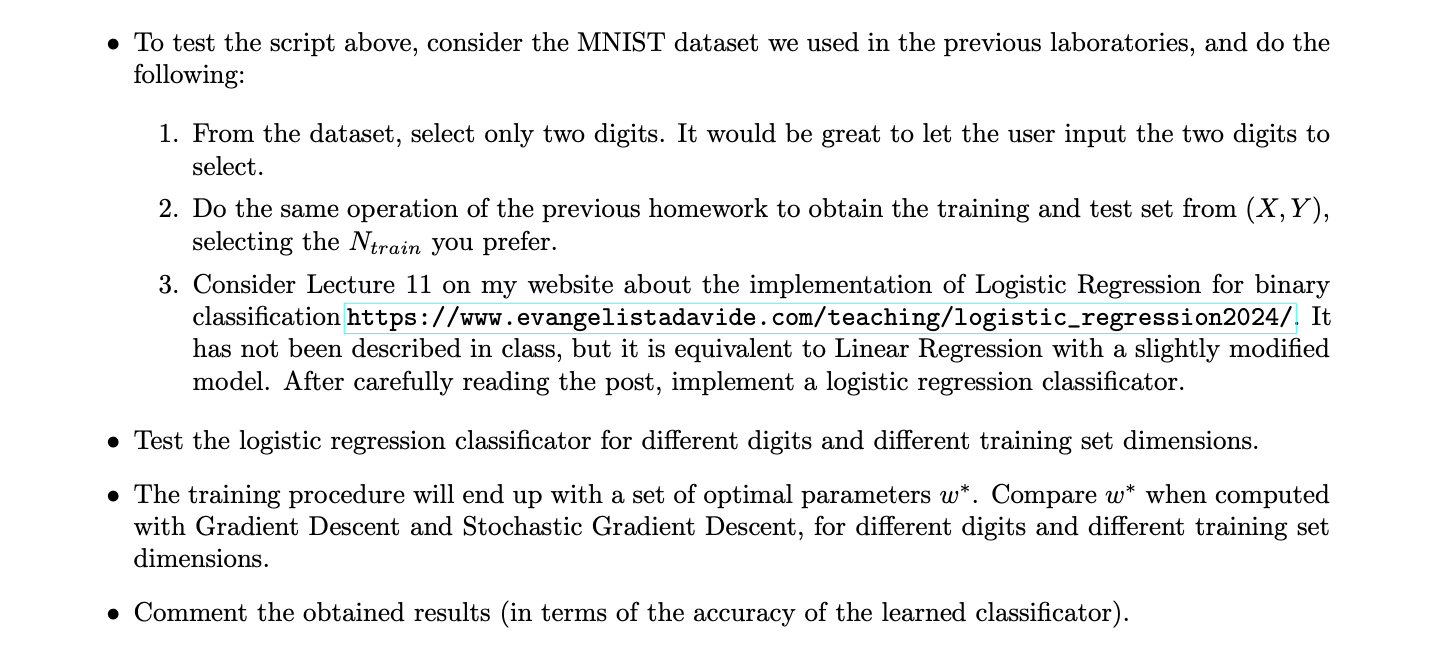 • To test the script above, consider the MNIST dataset we used in the previous laboratories, and do the
following:
1. From the dataset, select only two digits. It would be great to let the user input the two digits to
select.
2. Do the same operation of the previous homework to obtain the training and test set from (X, Y),
selecting the N_{train} you prefer.
3. Consider Lecture 11 on my website about the implementation of Logistic Regression for binary
classification https://www.evangelistadavide.com/teaching/logistic_regression2024/. It
has not been described in class, but it is equivalent to Linear Regression with a slightly modified
model. After carefully reading the post, implement a logistic regression classificator.
• Test the logistic regression classificator for different digits and different training set dimensions.
• The training procedure will end up with a set of optimal parameters w*. Compare w* when computed
with Gradient Descent and Stochastic Gradient Descent, for different digits and different training set
dimensions.
• Comment the obtained results (in terms of the accuracy of the learned classificator).